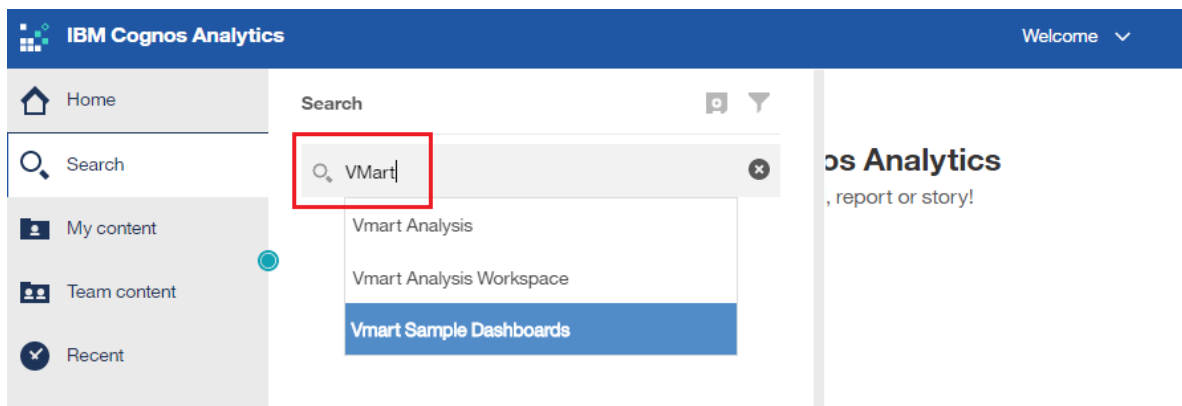 IBM Cognos Analytics
Welcome
Home
Search
My content
Team content
Recent
Search
VMart
Vmart Analysis
Vmart Analysis Workspace
Vmart Sample Dashboards
os Analytics
, report or story!